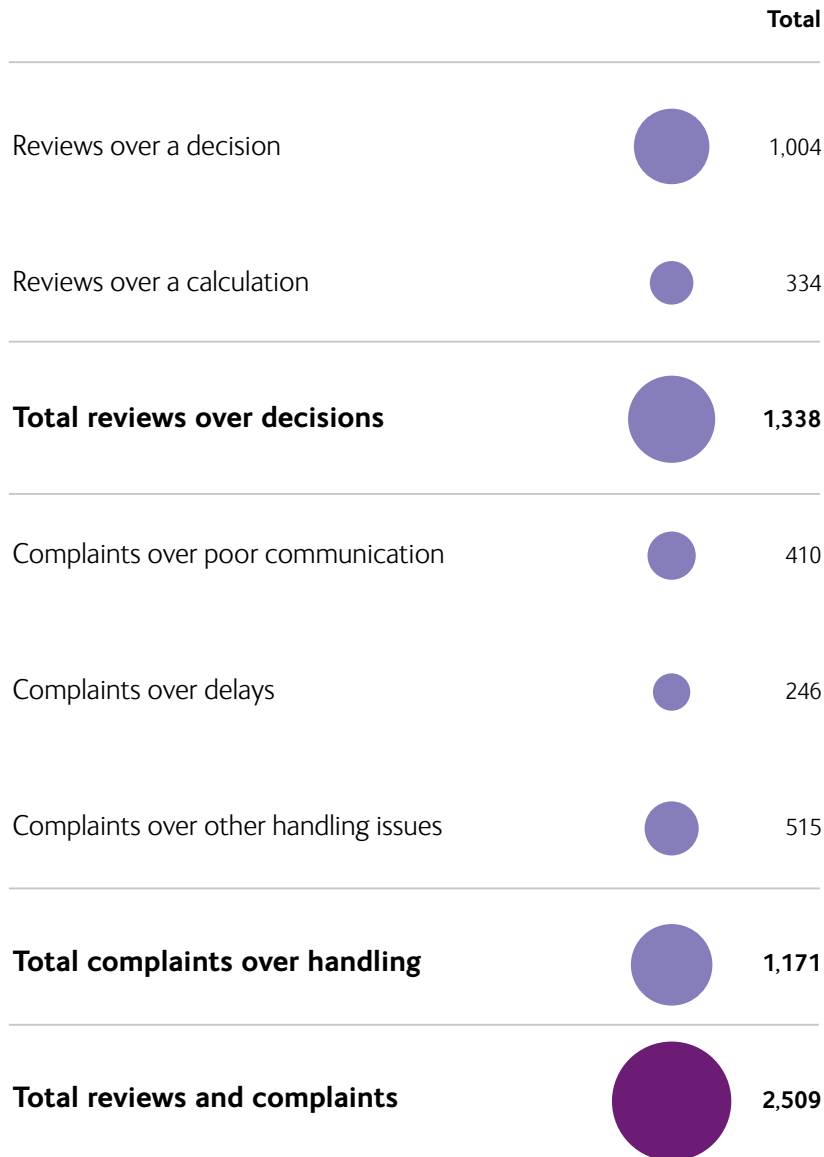 Total
Reviews over a decision 1,004
Reviews over a calculation 334
Total reviews over decisions 1,338
Complaints over poor communication 410
Complaints over delays 246
Complaints over other handling issues 515
Total complaints over handling 1,171
Total reviews and complaints 2,509